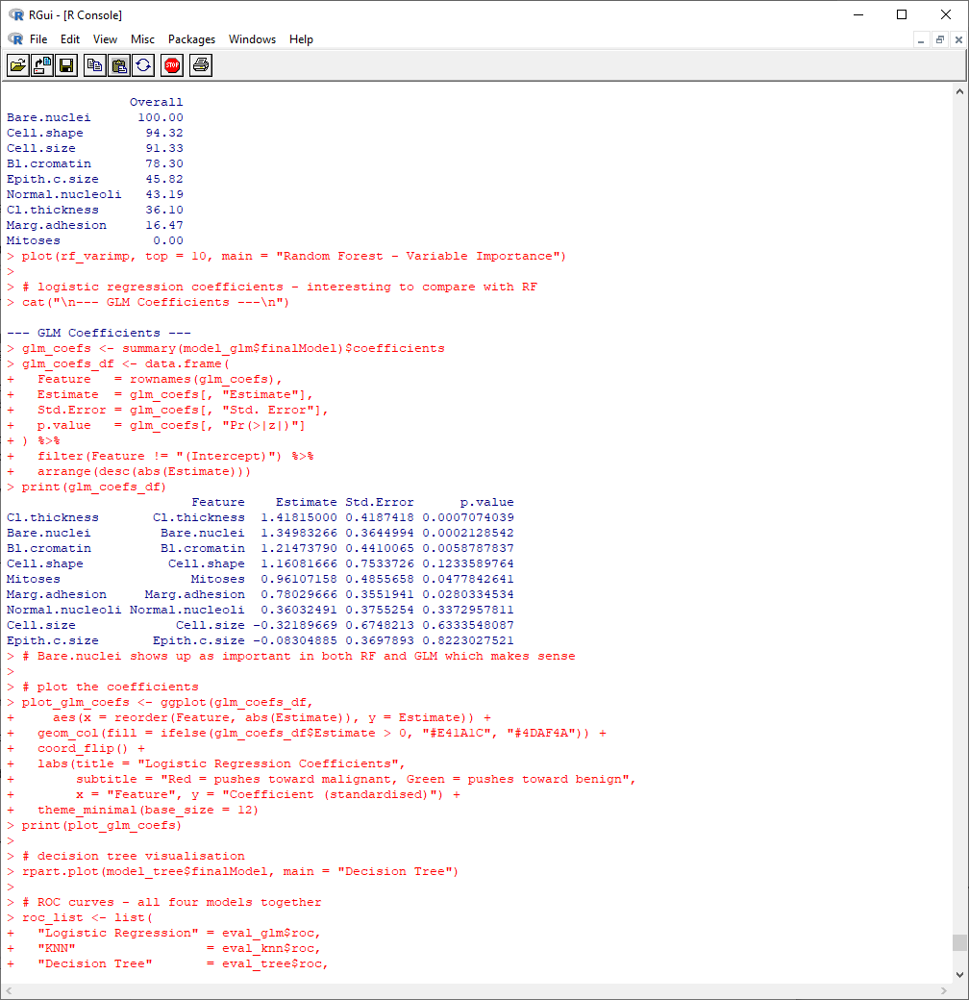 RGui - [R Console]
File Edit View Misc Packages Windows Help
STOP
                Overall
Bare.nuclei      100.00
Cell.shape        94.32
Cell.size         91.33
Bl.cromatin       78.30
Epith.c.size      45.82
Normal.nucleoli   43.19
Cl.thickness      36.10
Marg.adhesion     16.47
Mitoses            0.00
> plot(rf_varimp, top = 10, main = "Random Forest - Variable Importance")
>
> # logistic regression coefficients - interesting to compare with RF
> cat("\n--- GLM Coefficients ---\n")
--- GLM Coefficients ---
> glm_coefs <- summary(model_glm$finalModel)$coefficients
> glm_coefs_df <- data.frame(
+   Feature   = rownames(glm_coefs),
+   Estimate  = glm_coefs[, "Estimate"],
+   Std.Error = glm_coefs[, "Std. Error"],
+   p.value   = glm_coefs[, "Pr(>|z|)"]
+ ) %>%
+   filter(Feature != "(Intercept)") %>%
+   arrange(desc(abs(Estimate)))
> print(glm_coefs_df)
                        Feature    Estimate Std.Error      p.value
Cl.thickness       Cl.thickness  1.41815000 0.4187418 0.0007074039
Bare.nuclei         Bare.nuclei  1.34983266 0.3644994 0.0002128542
Bl.cromatin         Bl.cromatin  1.21473790 0.4410065 0.0058787837
Cell.shape           Cell.shape  1.16081666 0.7533726 0.1233589764
Mitoses                 Mitoses  0.96107158 0.4855658 0.0477842641
Marg.adhesion     Marg.adhesion  0.78029666 0.3551941 0.0280334534
Normal.nucleoli Normal.nucleoli  0.36032491 0.3755254 0.3372957811
Cell.size             Cell.size -0.32189669 0.6748213 0.6333548087
Epith.c.size       Epith.c.size -0.08304885 0.3697893 0.8223027521
> # Bare.nuclei shows up as important in both RF and GLM which makes sense
>
> # plot the coefficients
> plot_glm_coefs <- ggplot(glm_coefs_df,
+     aes(x = reorder(Feature, abs(Estimate)), y = Estimate)) +
+   geom_col(fill = ifelse(glm_coefs_df$Estimate > 0, "#E41A1C", "#4DAF4A")) +
+   coord_flip() +
+   labs(title = "Logistic Regression Coefficients",
+        subtitle = "Red = pushes toward malignant, Green = pushes toward benign",
+        x = "Feature", y = "Coefficient (standardised)") +
+   theme_minimal(base_size = 12)
> print(plot_glm_coefs)
>
> # decision tree visualisation
> rpart.plot(model_tree$finalModel, main = "Decision Tree")
>
> # ROC curves - all four models together
> roc_list <- list(
+   "Logistic Regression" = eval_glm$roc,
+   "KNN"                 = eval_knn$roc,
+   "Decision Tree"       = eval_tree$roc,